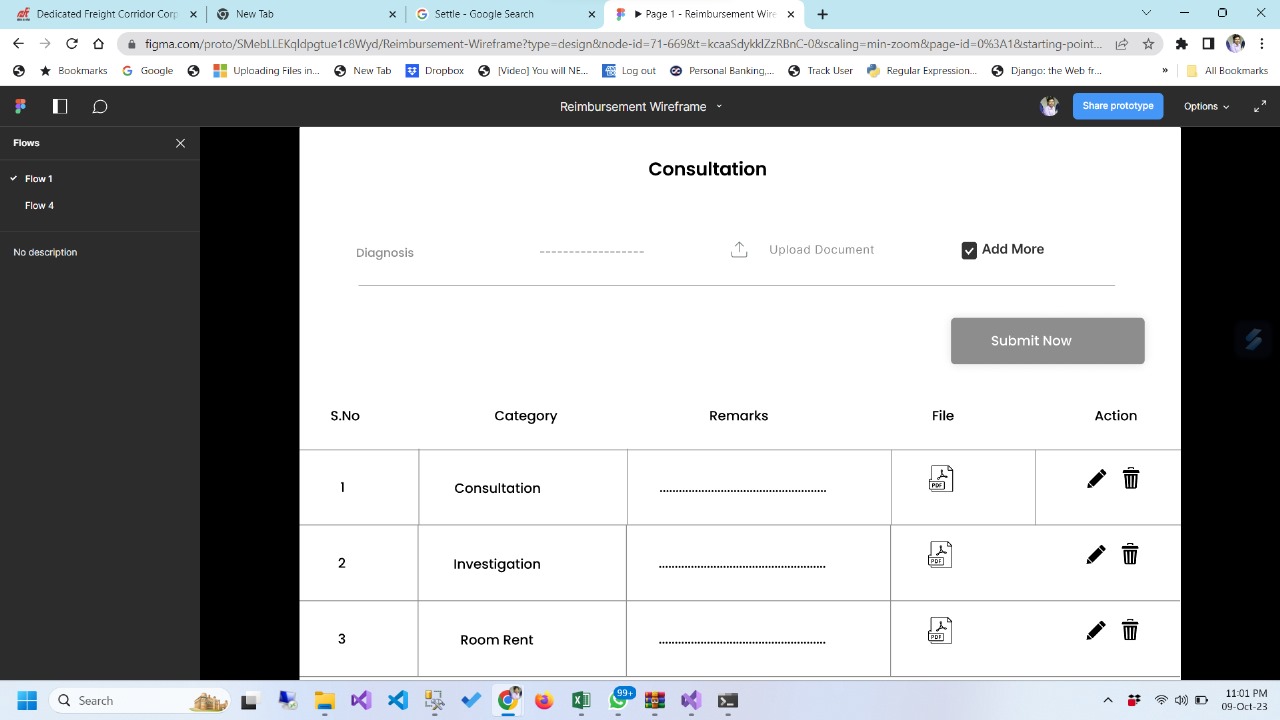 Dedicated Freight Corridor Corp
New Tab
Settings - Google Search
Page 1 - Reimbursement Wire
figma.com/proto/SMebLLEKqldpgtue1c8Wyd/Reimbursement-Wireframe?type=design&node-id=71-669&t=kcaaSdykklZzRBnC-0&scaling=min-zoom&page-id=0%3A1&starting-point...
Bookmarks
Google
Uploading Files in...
New Tab
Dropbox
[Video] You will NE...
Log out
Personal Banking,...
Track User
Regular Expression...
Django the Web fr...
»
All Bookmarks
Reimbursement Wireframe
Share prototype
Options
Flows
Flow 1
Flow 4
No description
Consultation
Diagnosis ------------------ Upload Document Add More
Submit Now
S.No Category Remarks File Action
1 Consultation .................................................... PDF
2 Investigation .................................................... PDF
3 Room Rent .................................................... PDF
Search
99+
11:01 PM
09-Oct-23